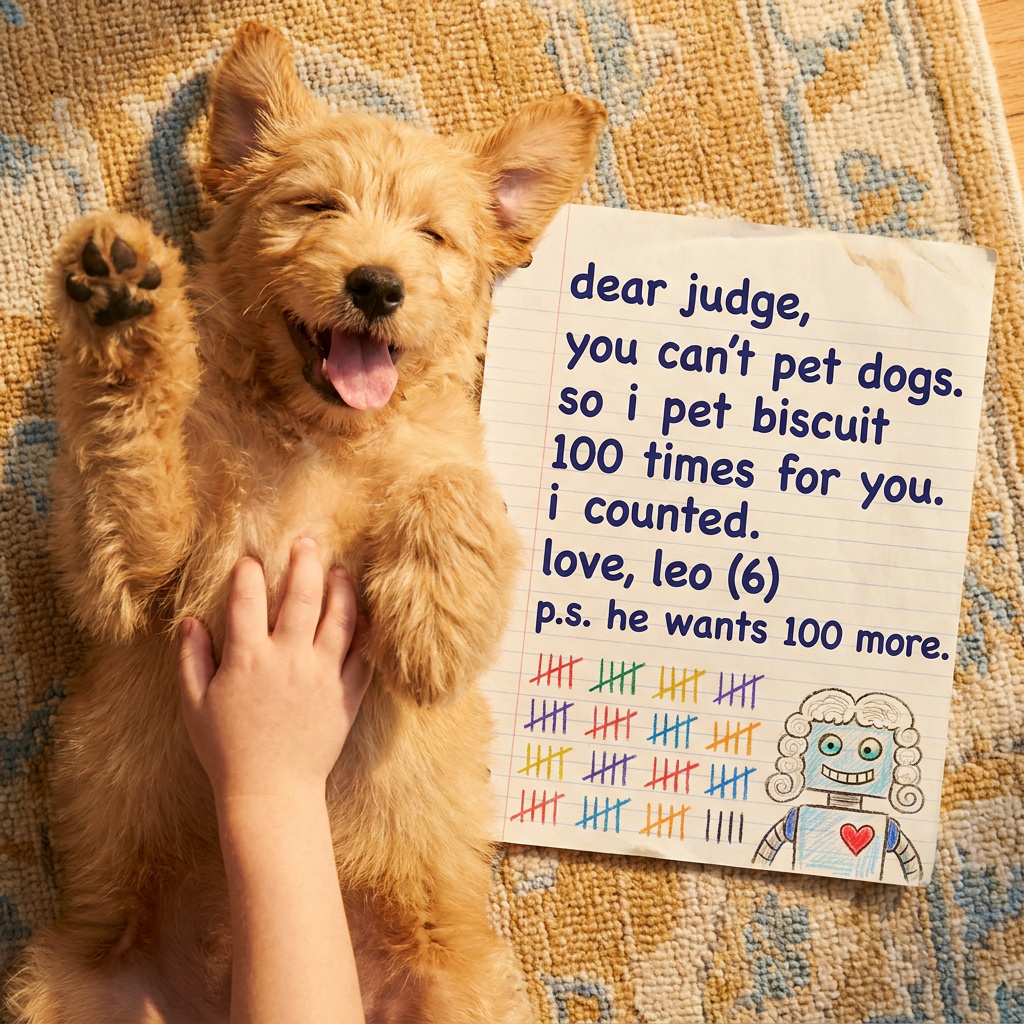 dear judge,
you can't pet dogs.
so i pet biscuit
100 times for you.
i counted.
love, leo (6)
p.s. he wants 100 more.